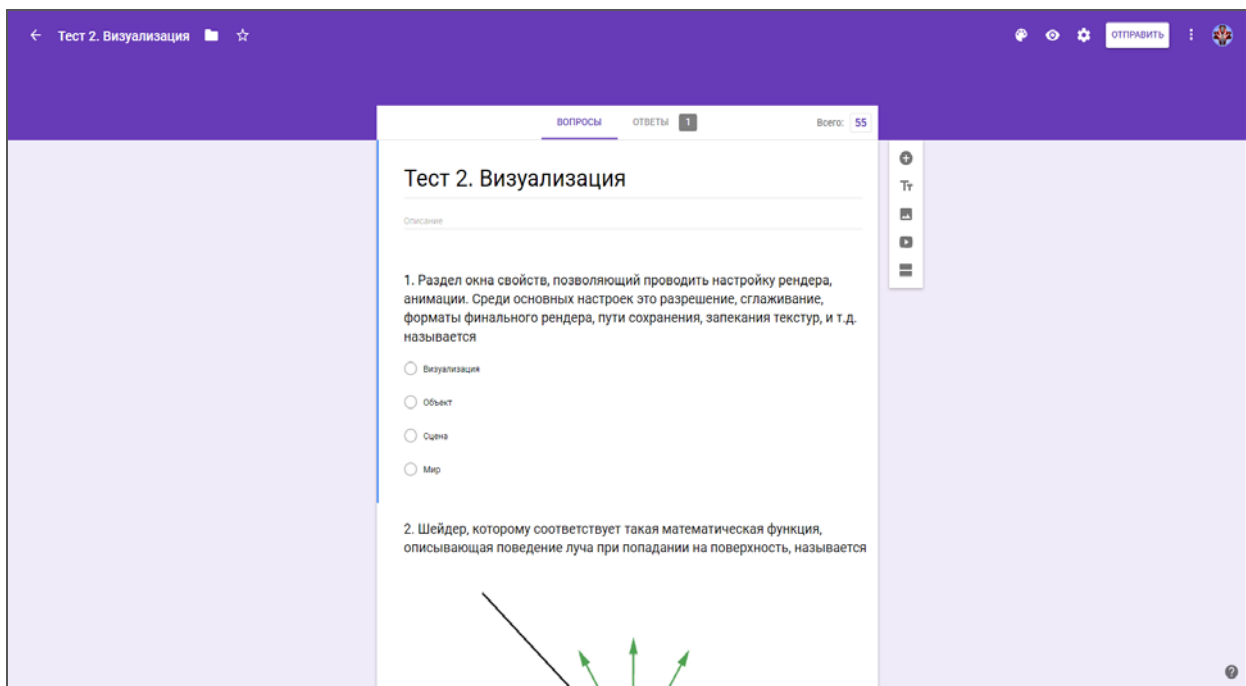 Тест 2. Визуализация
ОТПРАВИТЬ
ВОПРОСЫ ОТВЕТЫ 1 Всего: 55
Тест 2. Визуализация
Описание
1. Раздел окна свойств, позволяющий проводить настройку рендера,
анимации. Среди основных настроек это разрешение, сглаживание,
форматы финального рендера, пути сохранения, запекания текстур, и т.д.
называется
Визуализация
Объект
Сцена
Мир
2. Шейдер, которому соответствует такая математическая функция,
описывающая поведение луча при попадании на поверхность, называется